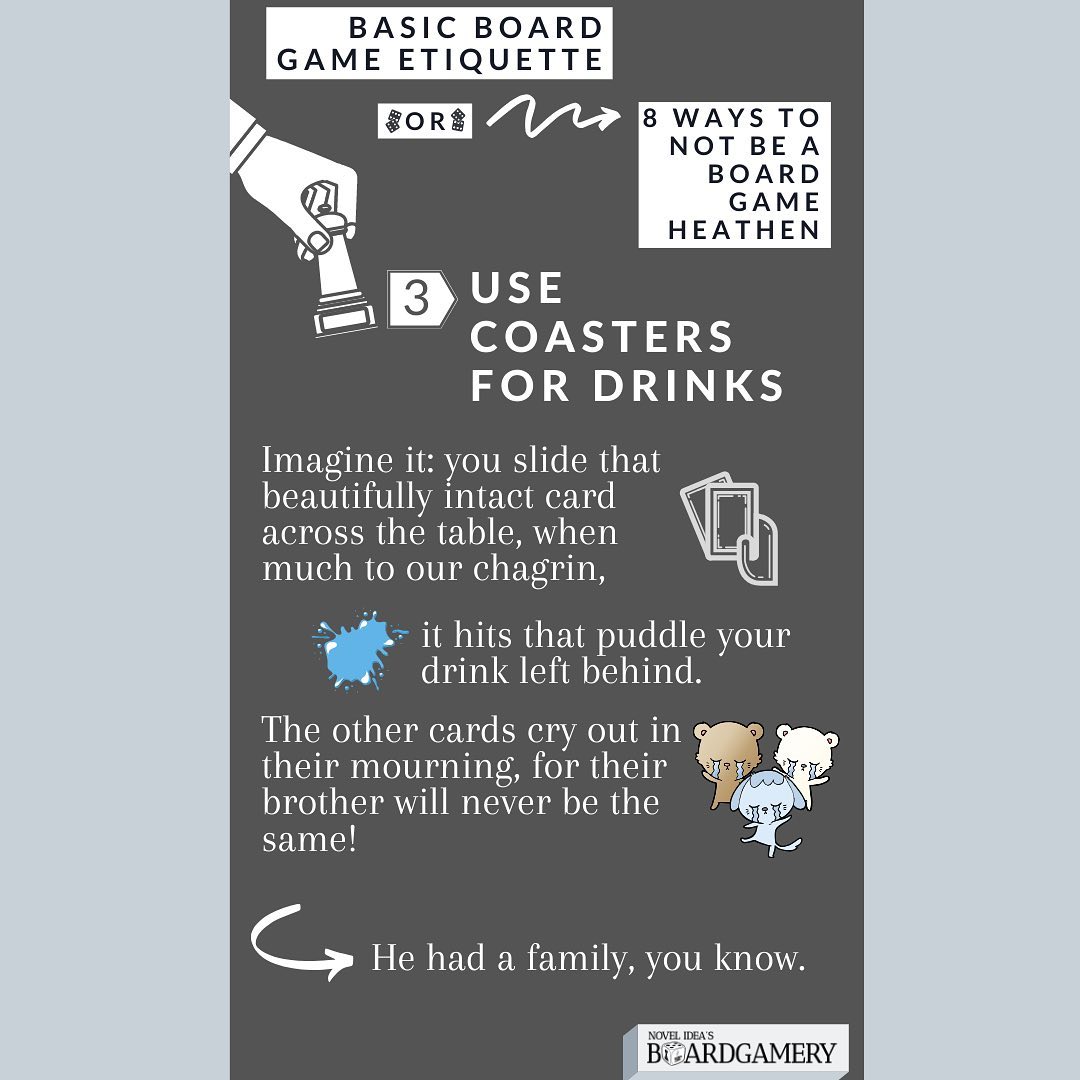 BASIC BOARD
GAME ETIQUETTE
OR
8 WAYS TO
NOT BE A
BOARD
GAME
HEATHEN
3
USE
COASTERS
FOR DRINKS
Imagine it: you slide that
beautifully intact card
across the table, when
much to our chagrin,
it hits that puddle your
drink left behind.
The other cards cry out in
their mourning, for their
brother will never be the
same!
He had a family, you know.
NOVEL IDEA'S
BOARDGAMERY